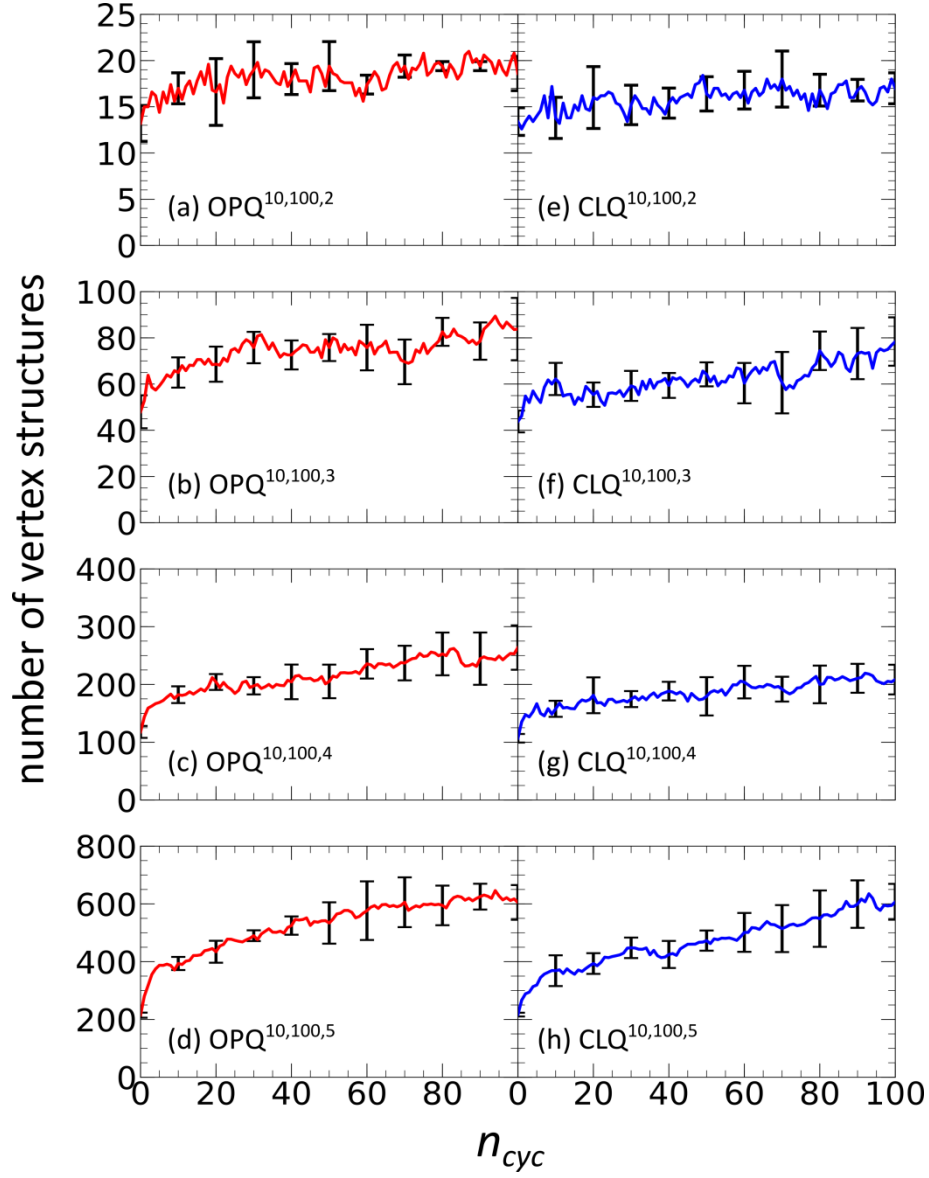 number of vertex structures
25
20
15
10
5
0
(a) OPQ10,100,2
(e) CLQ10,100,2
100
80
60
40
20
0
(b) OPQ10,100,3
(f) CLQ10,100,3
400
300
200
100
0
(c) OPQ10,100,4
(g) CLQ10,100,4
800
600
400
200
0
(d) OPQ10,100,5
(h) CLQ10,100,5
0 20 40 60 80 0 20 40 60 80 100
ncyc